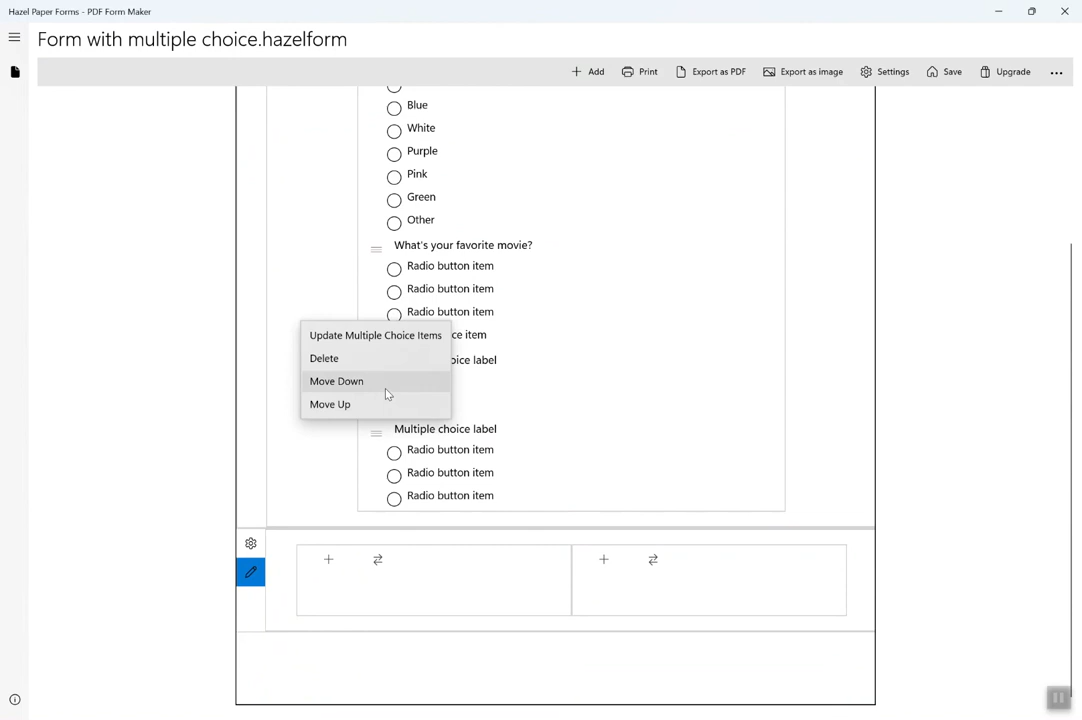 Hazel Paper Forms - PDF Form Maker
Form with multiple choice.hazelform
Add Print Export as PDF Export as image Settings Save Upgrade
Blue
White
Purple
Pink
Green
Other
What's your favorite movie?
Radio button item
Radio button item
Radio button item
Update Multiple Choice Items
ce item
Delete
oice label
Move Down
Move Up
Multiple choice label
Radio button item
Radio button item
Radio button item